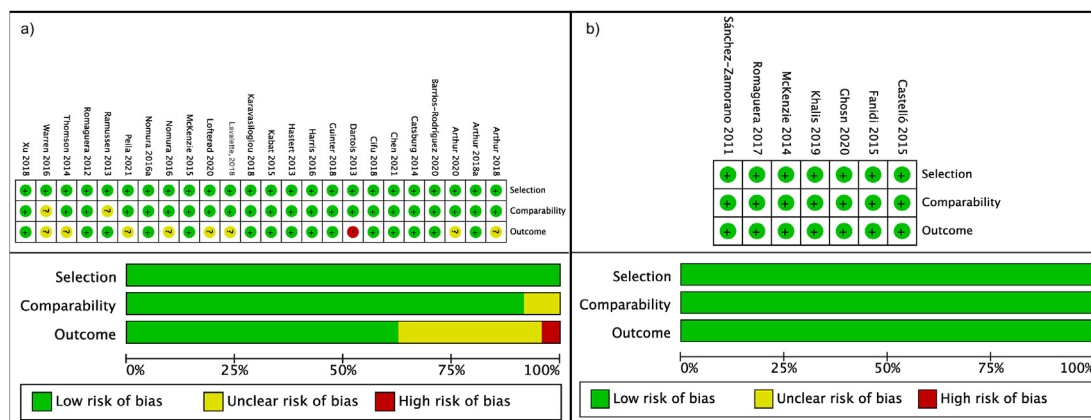 a)
Xu 2018
Warren 2016
Thomson 2014
Romaguera 2012
Ramussen 2013
Pella 2021
Nomura 2016a
Nomura 2016
McKenzie 2015
Lofterød 2020
Lavalette, 2018
Karavasiloglou 2018
Kabat 2015
Hastert 2013
Harris 2016
Guinter 2018
Dartois 2013
Cifu 2018
Chen 2021
Catsburg 2014
Barrios-Rodríguez 2020
Arthur 2020
Arthur 2018a
Arthur 2018
Selection
Comparability
? ?
Outcome
? ? ? ? ? ? ? ?
Selection
Comparability
Outcome
0% 25% 50% 75% 100%
Low risk of bias Unclear risk of bias High risk of bias
b)
Sánchez-Zamorano 2011
Romaguera 2017
McKenzie 2014
Khalis 2019
Ghosn 2020
Fanidi 2015
Castelló 2015
Selection
Comparability
Outcome
Selection
Comparability
Outcome
0% 25% 50% 75% 100%
Low risk of bias Unclear risk of bias High risk of bias